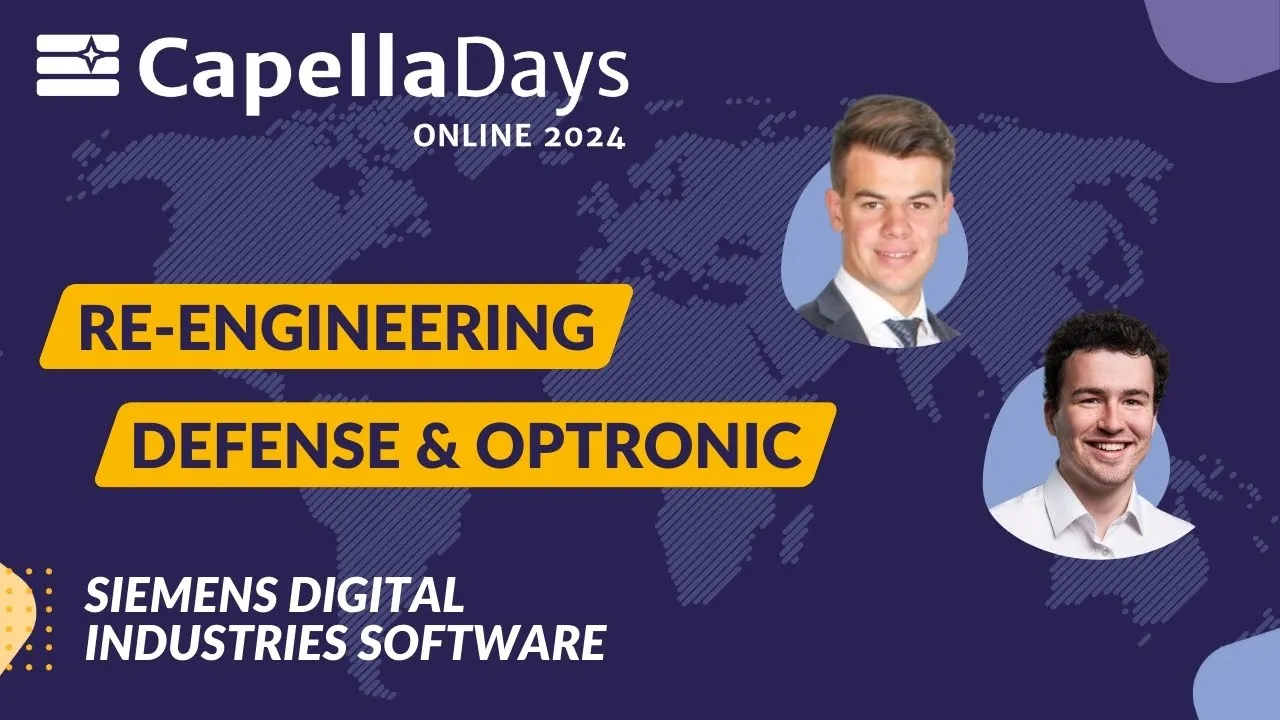 CapellaDays
ONLINE 2024
RE-ENGINEERING
DEFENSE & OPTRONIC
SIEMENS DIGITAL
INDUSTRIES SOFTWARE